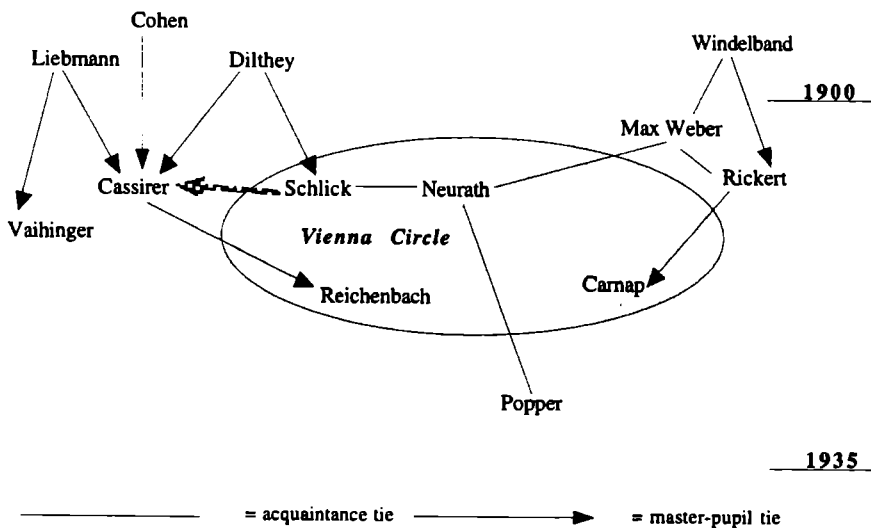 Cohen
Windelband
Liebmann
Dilthey
1900
Max Weber
Cassirer
Schlick
Neurath
Rickert
Vaihinger
Vienna Circle
Reichenbach
Carnap
Popper
1935
= acquaintance tie
= master-pupil tie